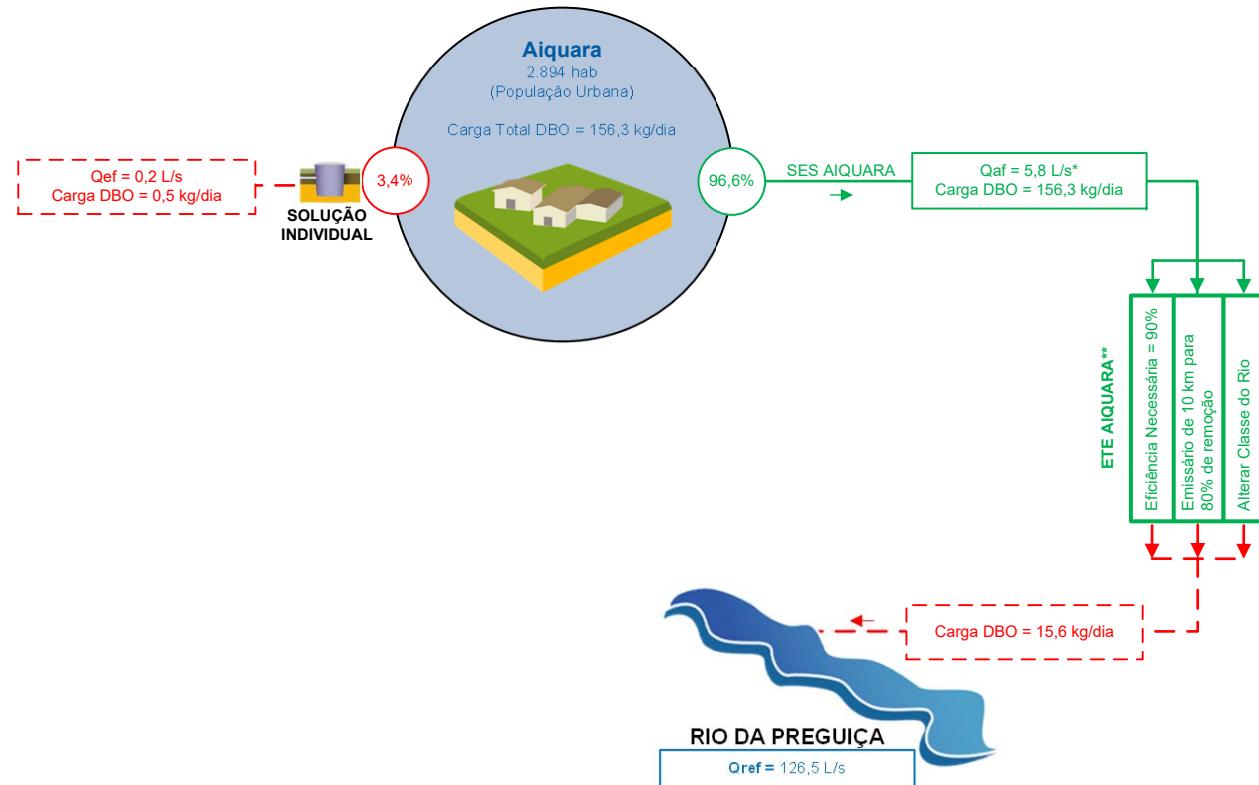 Aiquara
2.894 hab
(População Urbana)
Carga Total DBO = 156,3 kg/dia
Qef = 0,2 L/s
Carga DBO = 0,5 kg/dia
SOLUÇÃO
INDIVIDUAL
3,4%
96,6%
SES AIQUARA
Qaf = 5,8 L/s*
Carga DBO = 156,3 kg/dia
ETE AIQUARA**
Eficiência Necessária = 90%
Emissário de 10 km para
80% de remoção
Alterar Classe do Rio
Carga DBO = 15,6 kg/dia
RIO DA PREGUIÇA
Qref = 126,5 L/s